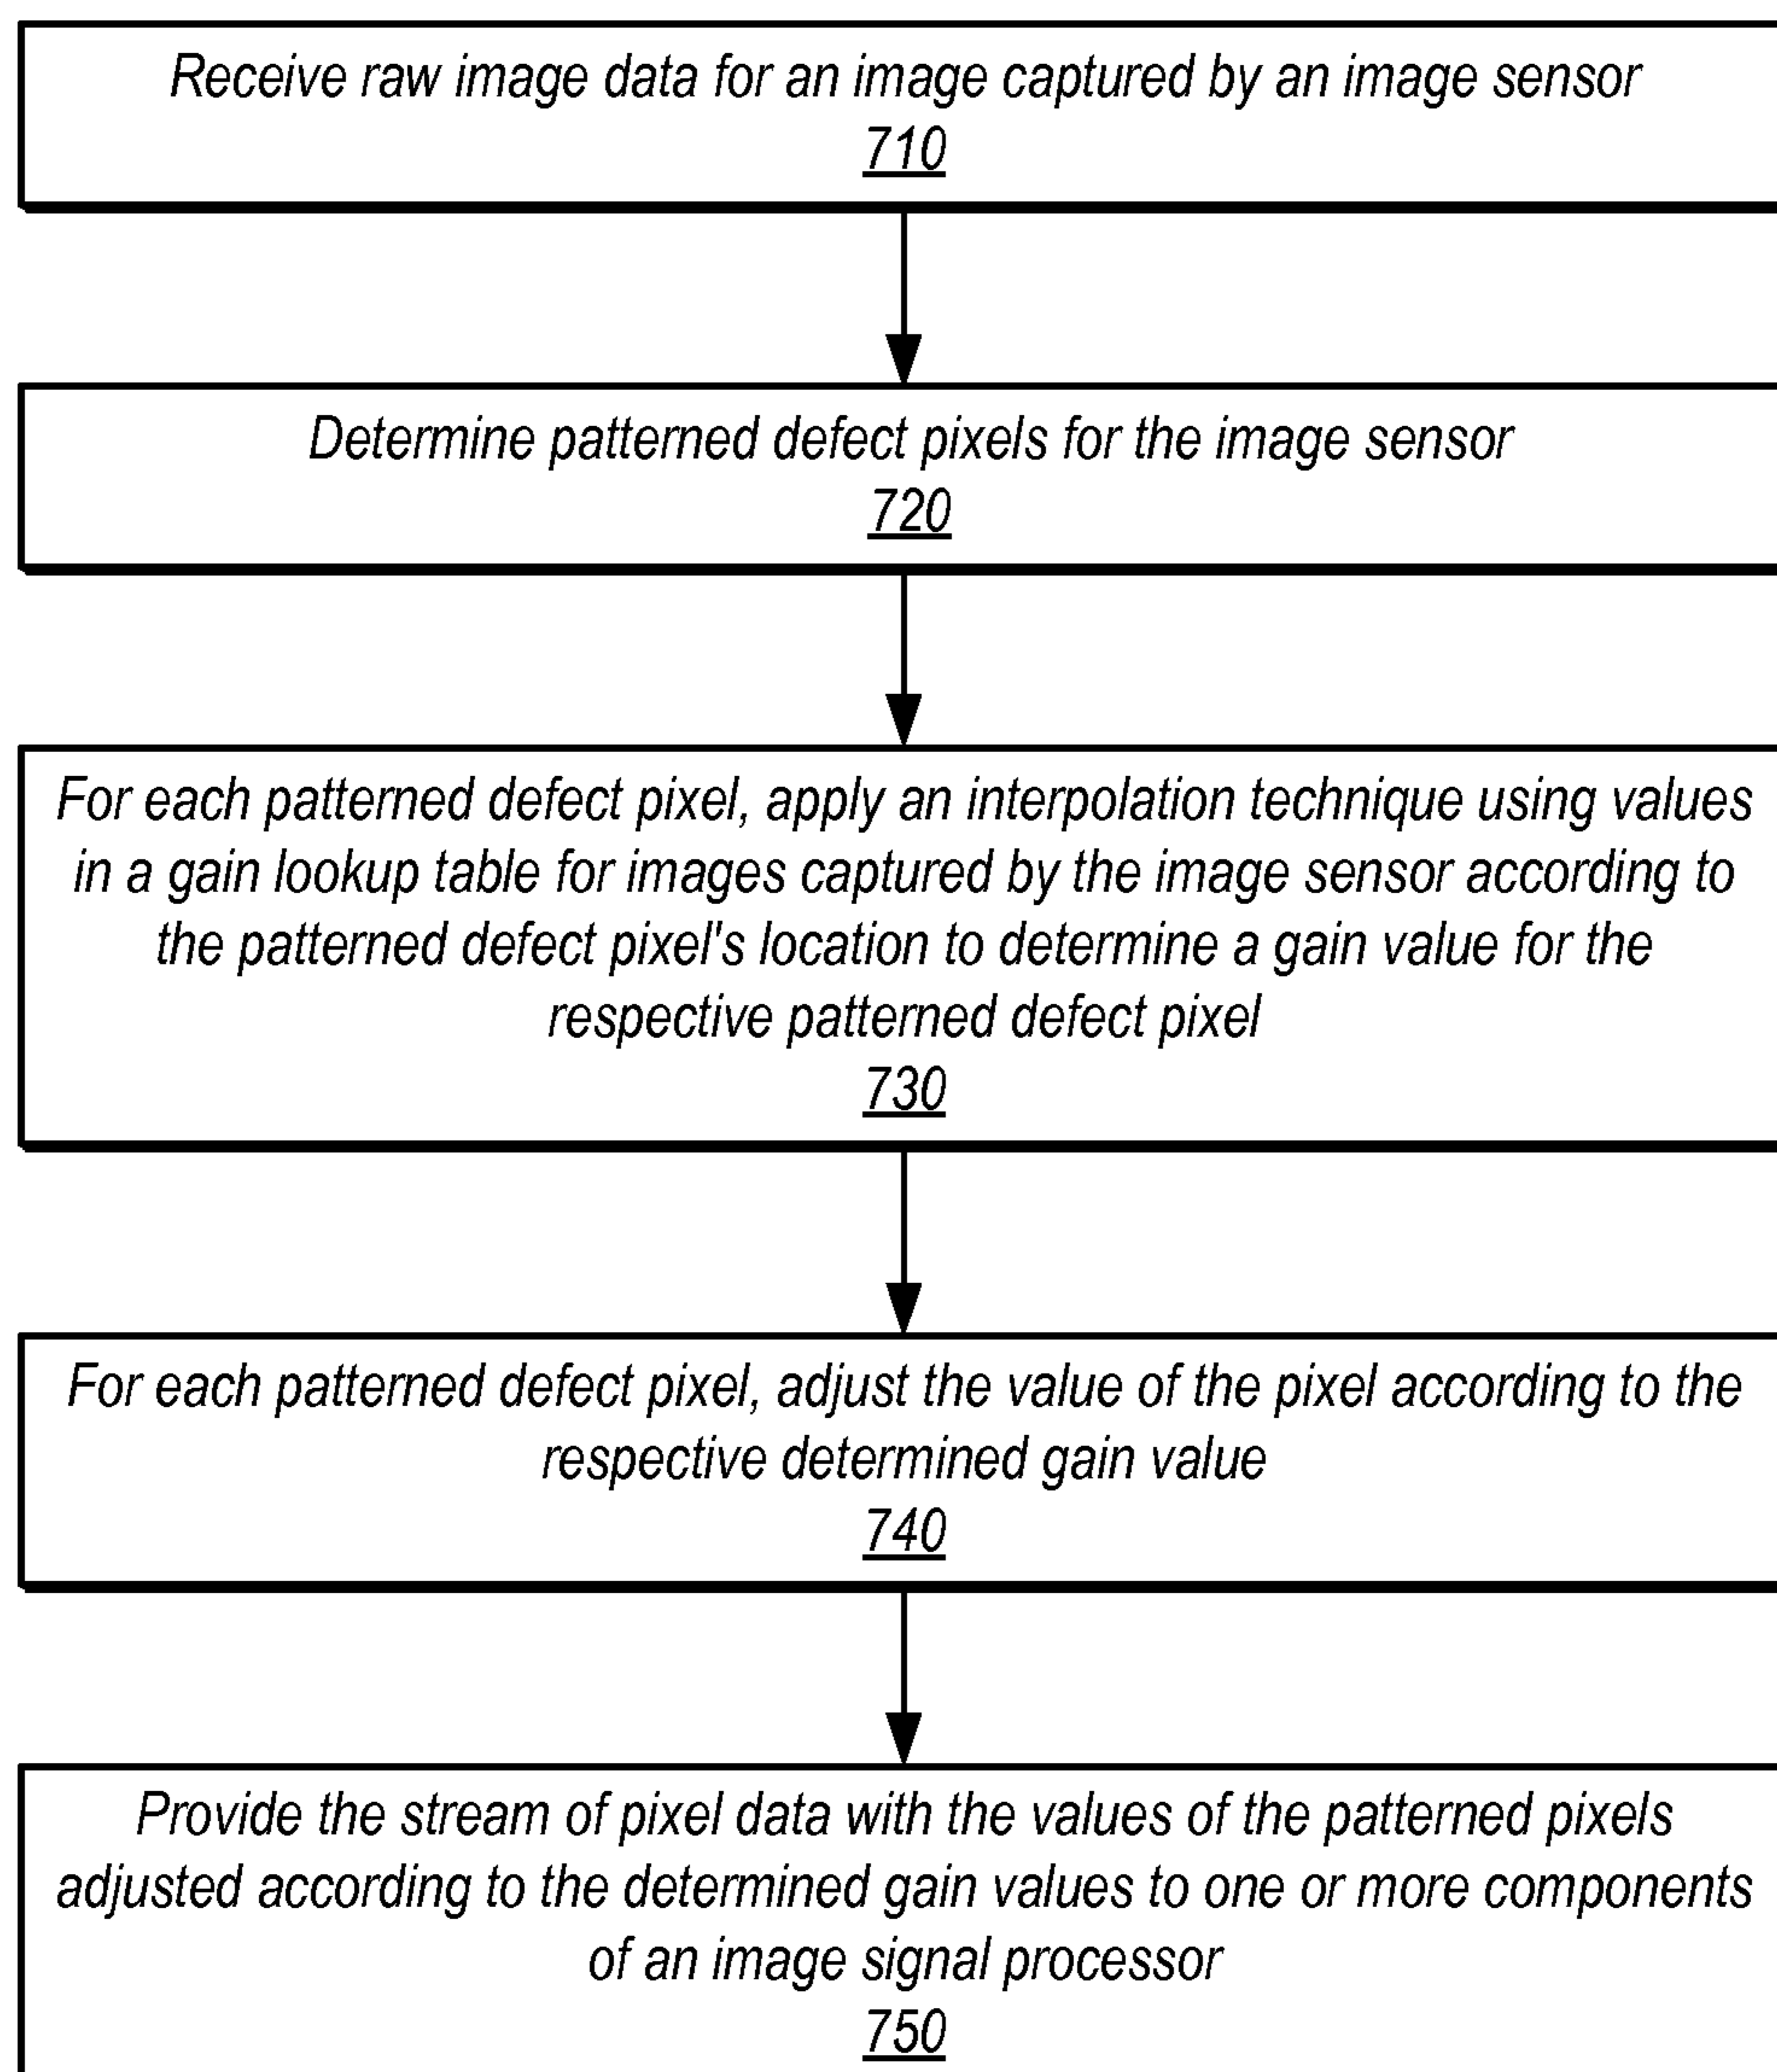 Receive raw image data for an image captured by an image sensor
710
Determine patterned defect pixels for the image sensor
720
For each patterned defect pixel, apply an interpolation technique using values
in a gain lookup table for images captured by the image sensor according to
the patterned defect pixel's location to determine a gain value for the
respective patterned defect pixel
730
For each patterned defect pixel, adjust the value of the pixel according to the
respective determined gain value
740
Provide the stream of pixel data with the values of the patterned pixels
adjusted according to the determined gain values to one or more components
of an image signal processor
750